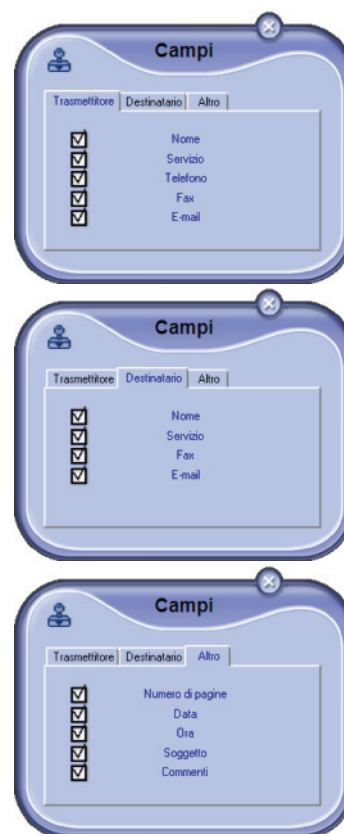 Campi
Trasmettitore Destinatario Altro
Nome
Servizio
Telefono
Fax
E-mail
Campi
Trasmettitore Destinatario Altro
Nome
Servizio
Fax
E-mail
Campi
Trasmettitore Destinatario Altro
Numero di pagine
Data
Ora
Soggetto
Commenti